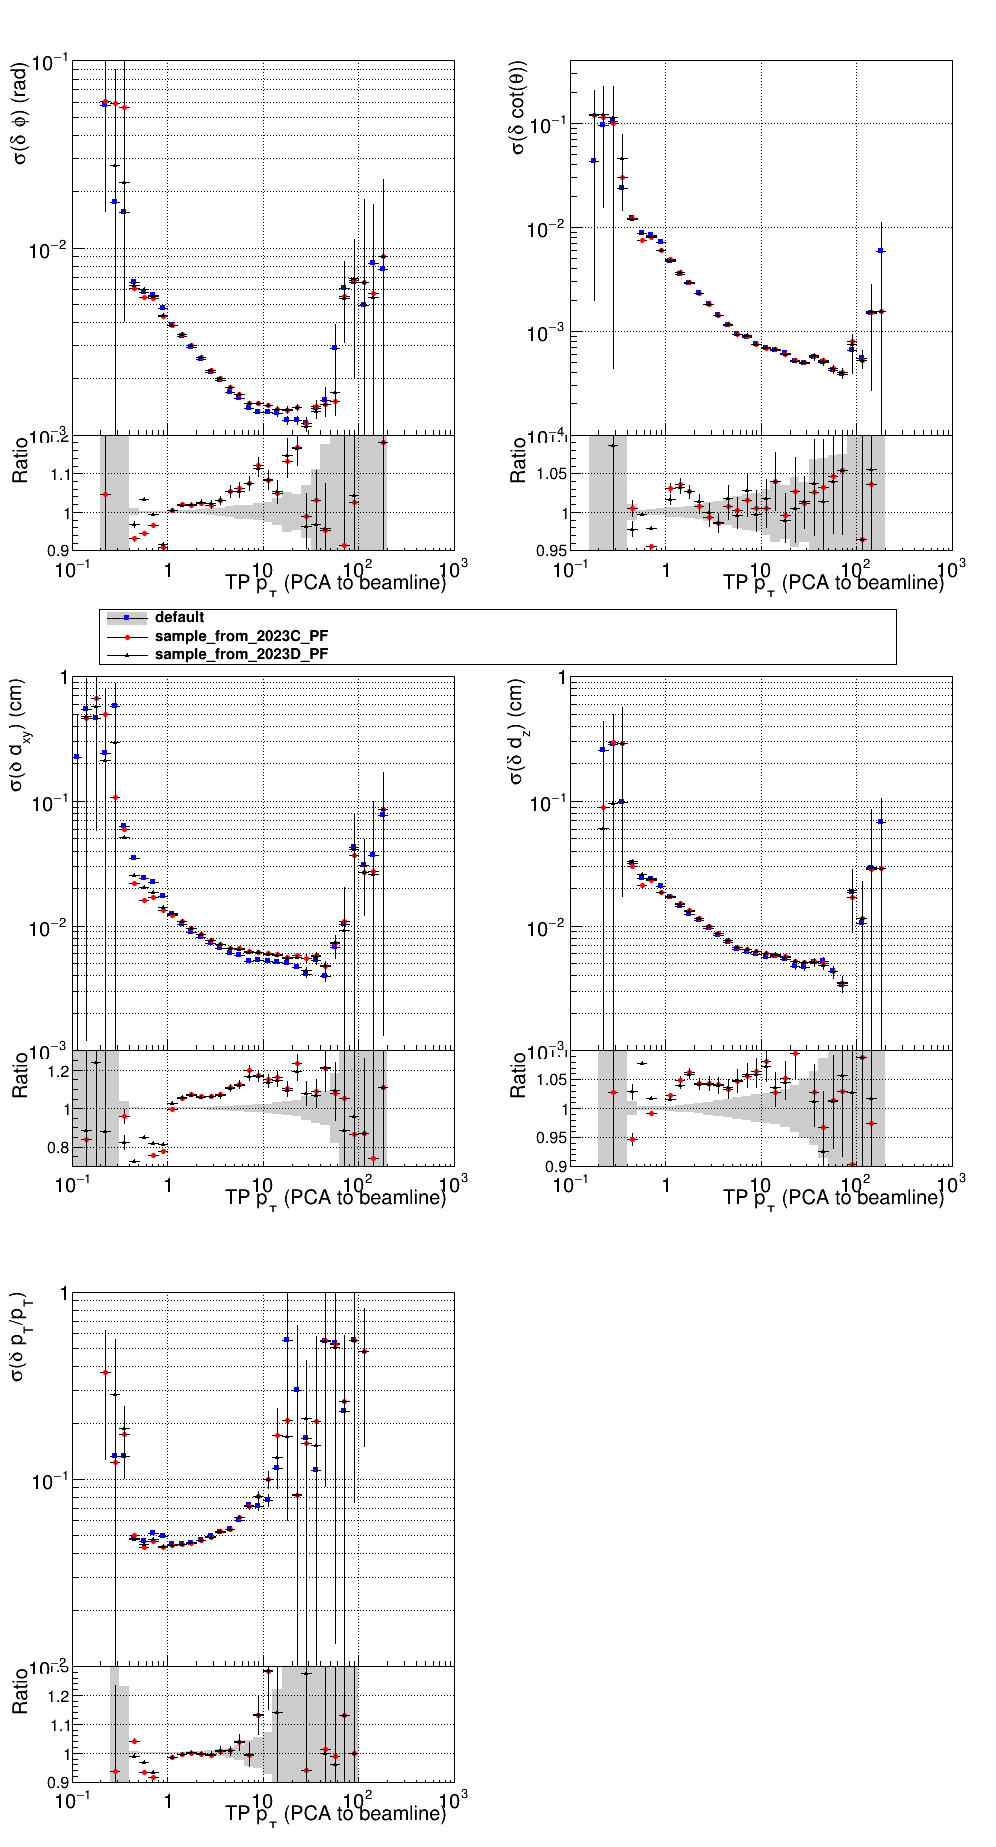 σ(δ φ) (rad)
10⁻¹
10⁻²
10⁻³
Ratio
1.2
1.1
1
0.9
10⁻¹ 1 10 10² 10³
TP p_T (PCA to beamline)
σ(δ cot(θ))
10⁻¹
10⁻²
10⁻³
10⁻⁴
Ratio
1.05
1
0.95
10⁻¹ 1 10 10² 10³
TP p_T (PCA to beamline)
default
sample_from_2023C_PF
sample_from_2023D_PF
σ(δ d_xy) (cm)
1
10⁻¹
10⁻²
10⁻³
Ratio
1.2
1
0.8
10⁻¹ 1 10 10² 10³
TP p_T (PCA to beamline)
σ(δ d_z) (cm)
1
10⁻¹
10⁻²
10⁻³
Ratio
1.05
1
0.95
0.9
10⁻¹ 1 10 10² 10³
TP p_T (PCA to beamline)
σ(δ p_T/p_T)
1
10⁻¹
10⁻²
Ratio
1.2
1.1
1
0.9
10⁻¹ 1 10 10² 10³
TP p_T (PCA to beamline)